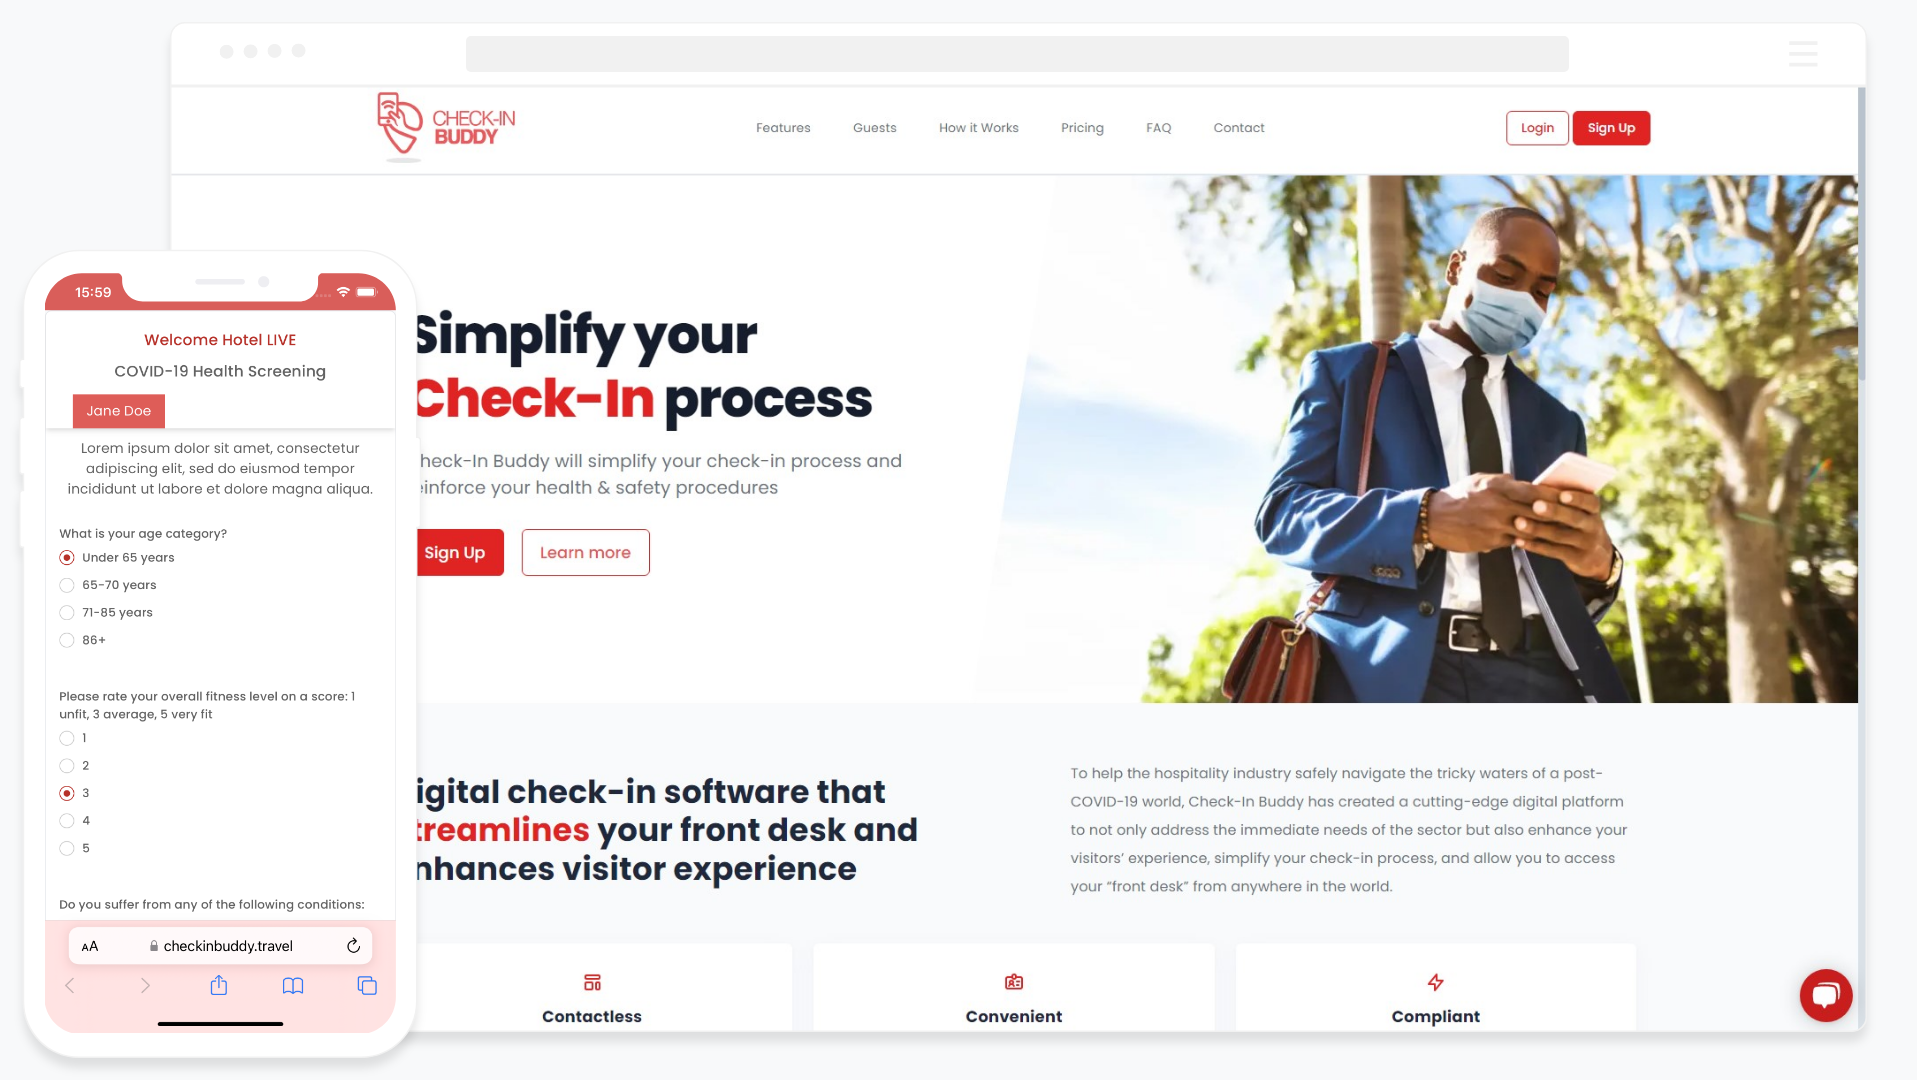 CHECK-IN
BUDDY
Features
Guests
How it Works
Pricing
FAQ
Contact
Login
Sign Up
Simplify your
Check-In process
heck-In Buddy will simplify your check-in process and
einforce your health & safety procedures
Sign Up
Learn more
igital check-in software that
treamlines your front desk and
nhances visitor experience
To help the hospitality industry safely navigate the tricky waters of a post-
COVID-19 world, Check-In Buddy has created a cutting-edge digital platform
to not only address the immediate needs of the sector but also enhance your
visitors’ experience, simplify your check-in process, and allow you to access
your “front desk” from anywhere in the world.
Contactless
Convenient
Compliant
15:59
Welcome Hotel LIVE
COVID-19 Health Screening
Jane Doe
Lorem ipsum dolor sit amet, consectetur
adipiscing elit, sed do eiusmod tempor
incididunt ut labore et dolore magna aliqua.
What is your age category?
Under 65 years
65-70 years
71-85 years
86+
Please rate your overall fitness level on a score: 1
unfit, 3 average, 5 very fit
1
2
3
4
5
Do you suffer from any of the following conditions:
AA
checkinbuddy.travel